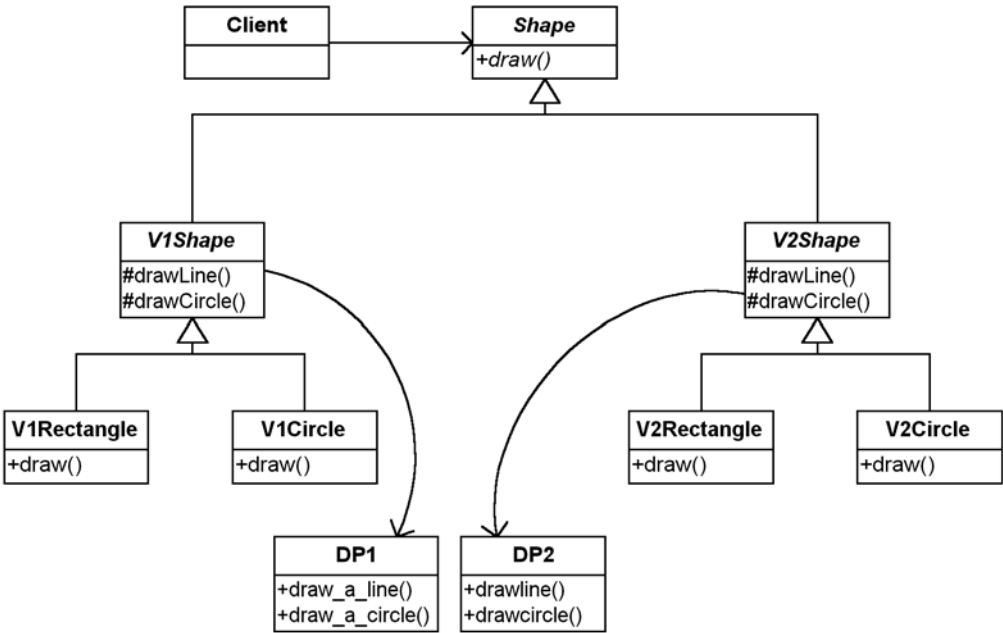 Client
Shape
+draw()
V1Shape
#drawLine()
#drawCircle()
V2Shape
#drawLine()
#drawCircle()
V1Rectangle
+draw()
V1Circle
+draw()
V2Rectangle
+draw()
V2Circle
+draw()
DP1
+draw_a_line()
+draw_a_circle()
DP2
+drawline()
+drawcircle()